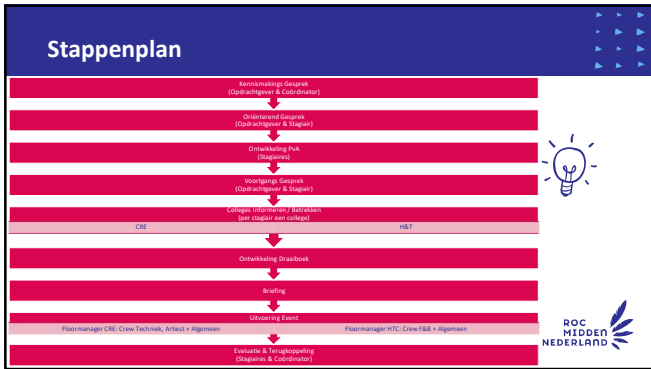 Stappenplan
Kennismakings Gesprek
(Opdrachtgever & Coördinator)
Oriënterend Gesprek
(Opdrachtgever & Stagiair)
Ontwikkeling PvA
(Stagiaires)
Voortgangs Gesprek
(Opdrachtgever & Stagiair)
Colleges Informeren / Betrekken
(per stagiair een college)
CRE
H&T
Ontwikkeling Draaiboek
Briefing
Uitvoering Event
Floormanager CRE: Crew Techniek, Artiest + Algemeen
Floormanager HTC: Crew F&B + Algemeen
Evaluatie & Terugkoppeling
(Stagiaires & Coördinator)
ROC
MIDDEN
NEDERLAND